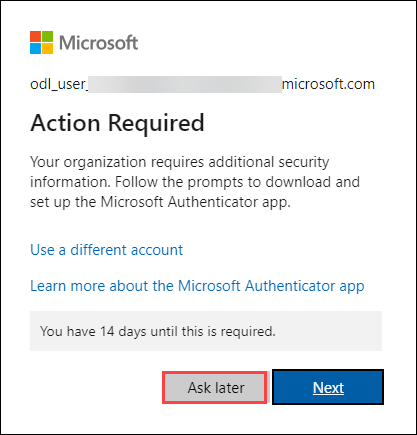 Microsoft
odl_user_ microsoft.com
Action Required
Your organization requires additional security
information. Follow the prompts to download and
set up the Microsoft Authenticator app.
Use a different account
Learn more about the Microsoft Authenticator app
You have 14 days until this is required.
Ask later Next